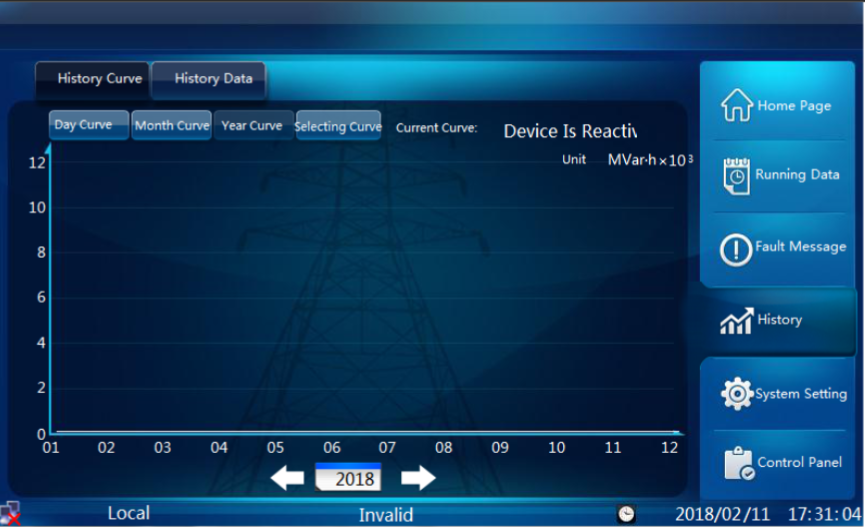 History Curve History Data
Day Curve Month Curve Year Curve Selecting Curve Current Curve: Device Is Reactiv
Unit MVar·h×10³
12
10
8
6
4
2
0
01 02 03 04 05 06 07 08 09 10 11 12
2018
Home Page
Running Data
Fault Message
History
System Setting
Control Panel
Local Invalid 2018/02/11 17:31:04